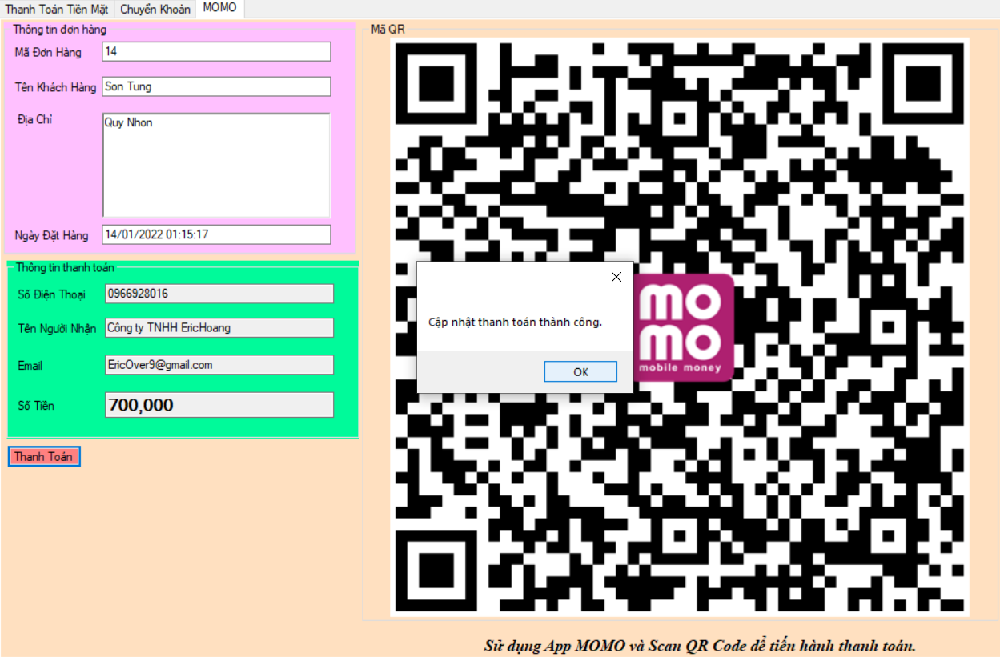 Thanh Toán Tiền Mặt Chuyển Khoản MOMO
Thông tin đơn hàng
Mã Đơn Hàng 14
Tên Khách Hàng Son Tung
Địa Chỉ Quy Nhon
Ngày Đặt Hàng 14/01/2022 01:15:17
Thông tin thanh toán
Số Điện Thoại 0966928016
Tên Người Nhận Công ty TNHH EricHoang
Email EricOver9@gmail.com
Số Tiền 700,000
Thanh Toán
Mã QR
Cập nhật thanh toán thành công.
OK
mo
mo
mobile money
Sử dụng App MOMO và Scan QR Code để tiến hành thanh toán.